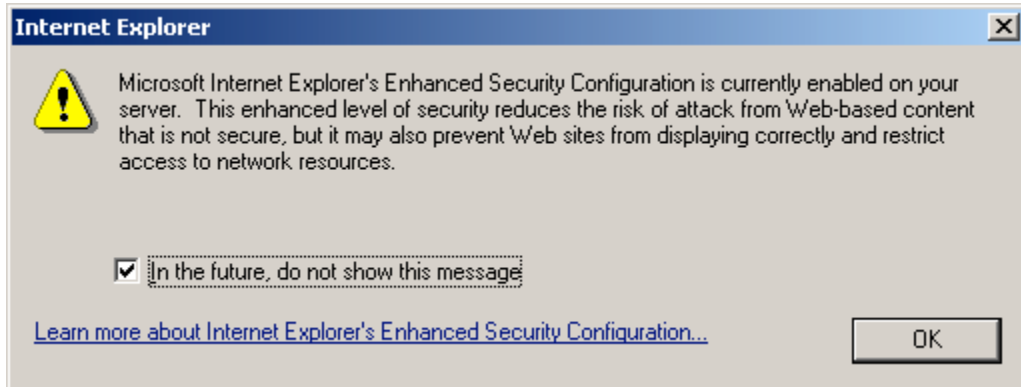 Internet Explorer
Microsoft Internet Explorer's Enhanced Security Configuration is currently enabled on your
server.  This enhanced level of security reduces the risk of attack from Web-based content
that is not secure, but it may also prevent Web sites from displaying correctly and restrict
access to network resources.
In the future, do not show this message
Learn more about Internet Explorer's Enhanced Security Configuration...
OK